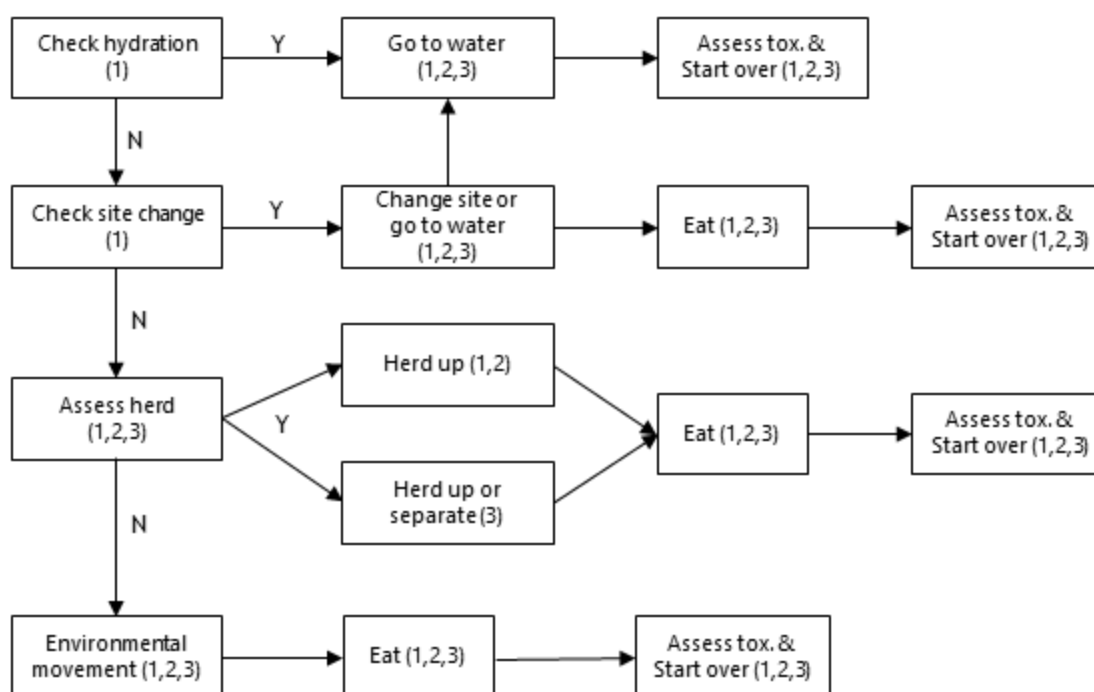 Check hydration
(1)
Y
Go to water
(1,2,3)
Assess tox. &
Start over (1,2,3)
N
Check site change
(1)
Y
Change site or
go to water
(1,2,3)
Eat (1,2,3)
Assess tox. &
Start over (1,2,3)
N
Assess herd
(1,2,3)
Y
Herd up (1,2)
Herd up or
separate(3)
Eat (1,2,3)
Assess tox. &
Start over (1,2,3)
N
Environmental
movement (1,2,3)
Eat (1,2,3)
Assess tox. &
Start over (1,2,3)